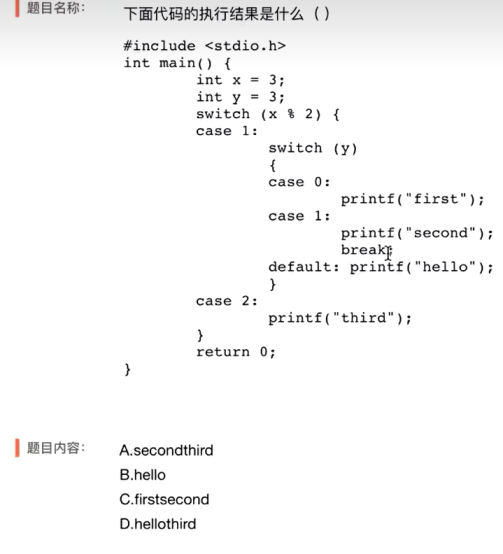 题目名称：
下面代码的执行结果是什么（）
#include <stdio.h>
int main() {
int x = 3;
int y = 3;
switch (x % 2) {
case 1:
switch (y)
{
case 0:
printf("first");
case 1:
printf("second");
break;
default: printf("hello");
}
case 2:
printf("third");
}
return 0;
}
题目内容：
A.secondthird
B.hello
C.firstsecond
D.hellothird